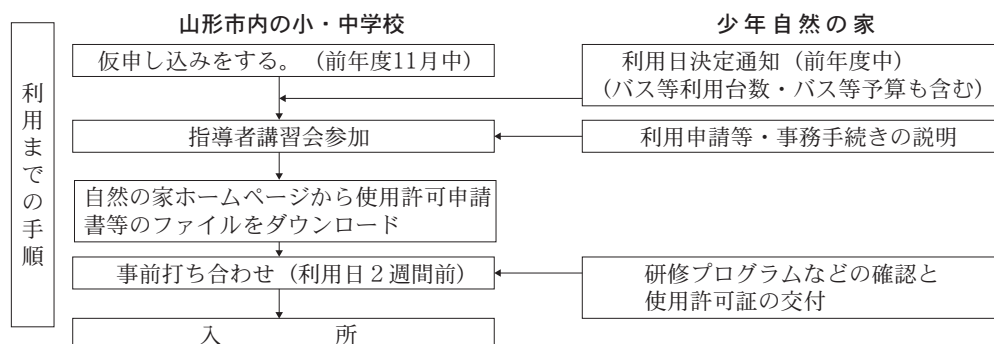 利用までの手順
山形市内の小・中学校
仮申し込みをする。（前年度11月中）
指導者講習会参加
自然の家ホームページから使用許可申請
書等のファイルをダウンロード
事前打ち合わせ（利用日２週間前）
入　　　　所
少年自然の家
利用日決定通知（前年度中）
（バス等利用台数・バス等予算も含む）
利用申請等・事務手続きの説明
研修プログラムなどの確認と
使用許可証の交付